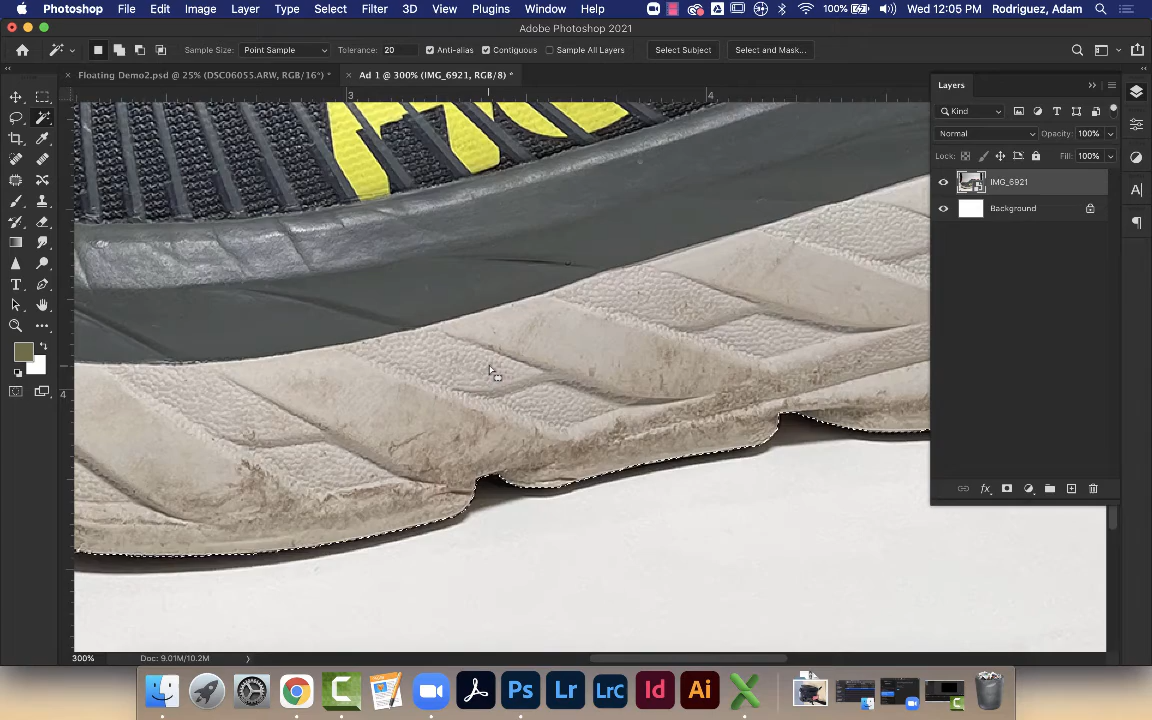 Photoshop File Edit Image Layer Type Select Filter 3D View Plugins Window Help 100% Wed 12:05 PM Rodriguez, Adam
Adobe Photoshop 2021
Sample Size: Point Sample Tolerance: 20 Anti-alias Contiguous Sample All Layers Select Subject Select and Mask...
Floating Demo2.psd @ 25% (DSC06055.ARW, RGB/16*) * Ad 1 @ 300% (IMG_6921, RGB/8) *
3 4
Layers
Kind
Normal Opacity: 100%
Lock: Fill: 100%
IMG_6921
Background
4
fx
300% Doc: 9.01M/10.2M
Ps Lr LrC Id Ai